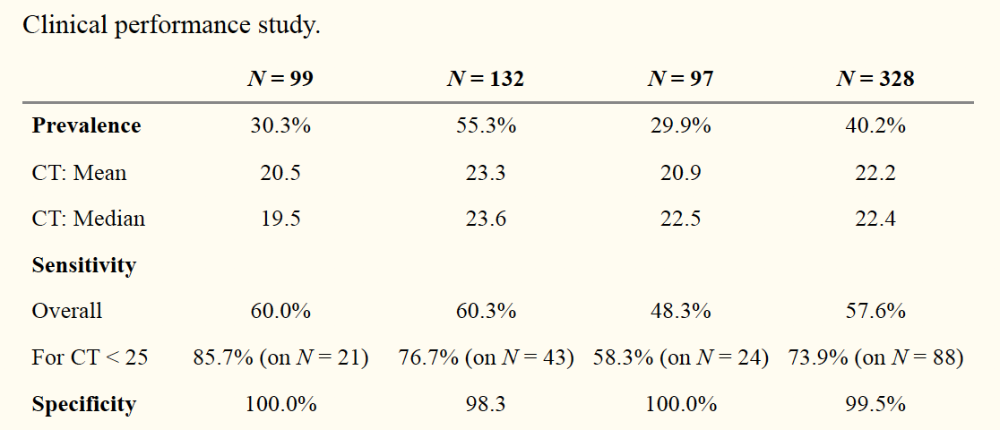 Clinical performance study.
N = 99 N = 132 N = 97 N = 328
Prevalence 30.3% 55.3% 29.9% 40.2%
CT: Mean 20.5 23.3 20.9 22.2
CT: Median 19.5 23.6 22.5 22.4
Sensitivity
Overall 60.0% 60.3% 48.3% 57.6%
For CT < 25 85.7% (on N = 21) 76.7% (on N = 43) 58.3% (on N = 24) 73.9% (on N = 88)
Specificity 100.0% 98.3 100.0% 99.5%